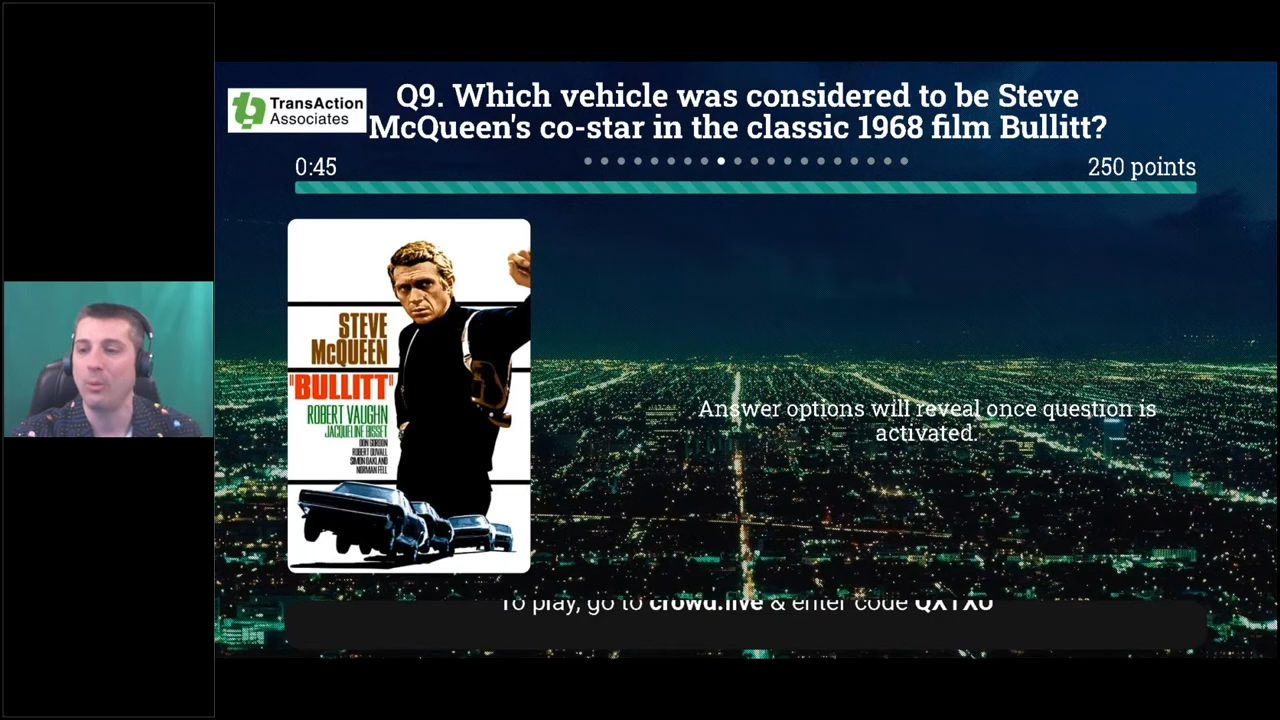 TransAction
Associates
Q9. Which vehicle was considered to be Steve
McQueen's co-star in the classic 1968 film Bullitt?
0:45
250 points
STEVE
McQUEEN
"BULLITT"
ROBERT VAUGHN
JACQUELINE BISSET
DON GORDON
ROBERT DUVALL
SIMON OAKLAND
NORMAN FELL
Answer options will reveal once question is
activated.
To play, go to crowd.live & enter code